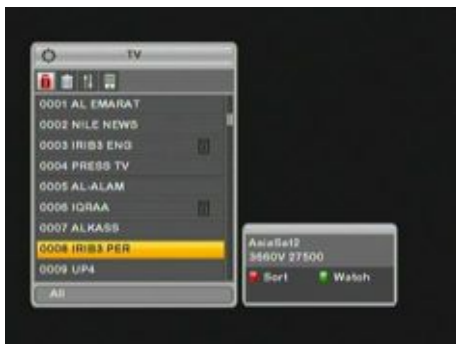 TV
0001 AL EMARAT
0002 NILE NEWS
0003 IRIB3 ENG
0004 PRESS TV
0005 AL-ALAM
0006 IQRAA
0007 ALKASS
0008 IRIB3 PER
0009 UP4
All
AsiaSat2
3660V 27500
Sort
Watch